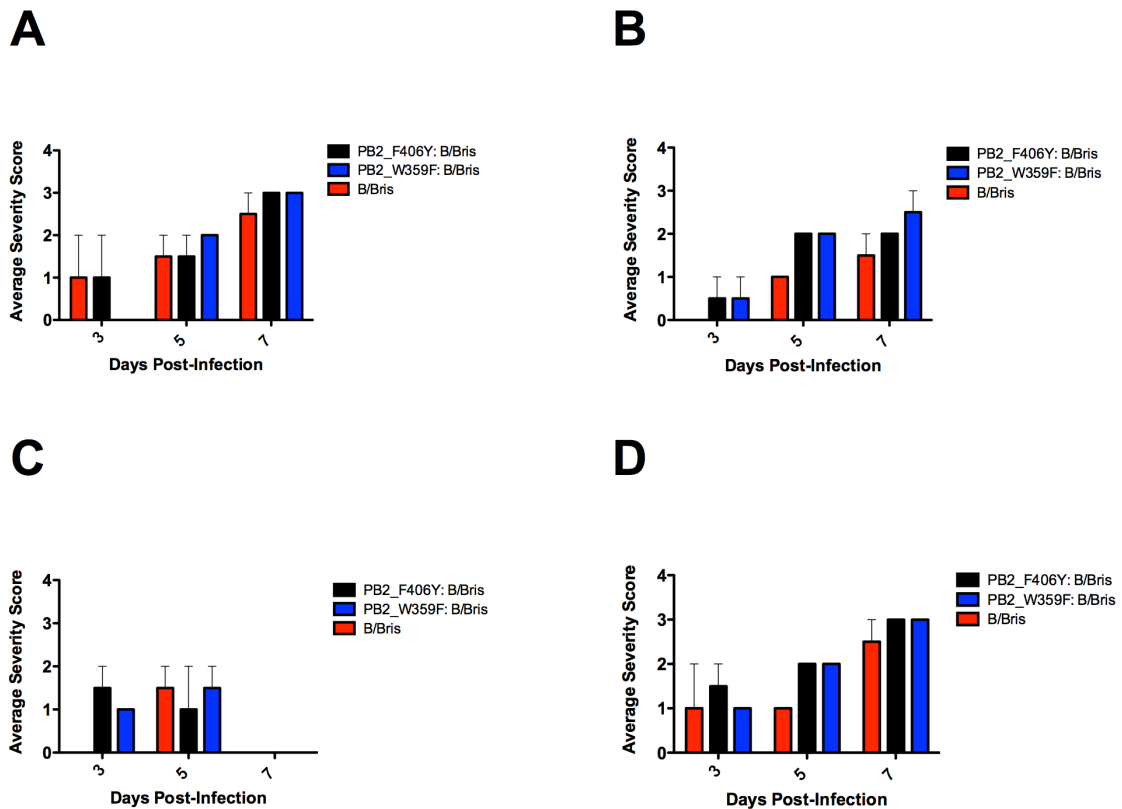 A
Average Severity Score
4
3
2
1
0
3
5
7
Days Post-Infection
PB2_F406Y: B/Bris
PB2_W359F: B/Bris
B/Bris
B
Average Severity Score
4
3
2
1
0
3
5
7
Days Post-Infection
PB2_F406Y: B/Bris
PB2_W359F: B/Bris
B/Bris
C
Average Severity Score
4
3
2
1
0
3
5
7
Days Post-Infection
PB2_F406Y: B/Bris
PB2_W359F: B/Bris
B/Bris
D
Average Severity Score
4
3
2
1
0
3
5
7
Days Post-Infection
PB2_F406Y: B/Bris
PB2_W359F: B/Bris
B/Bris